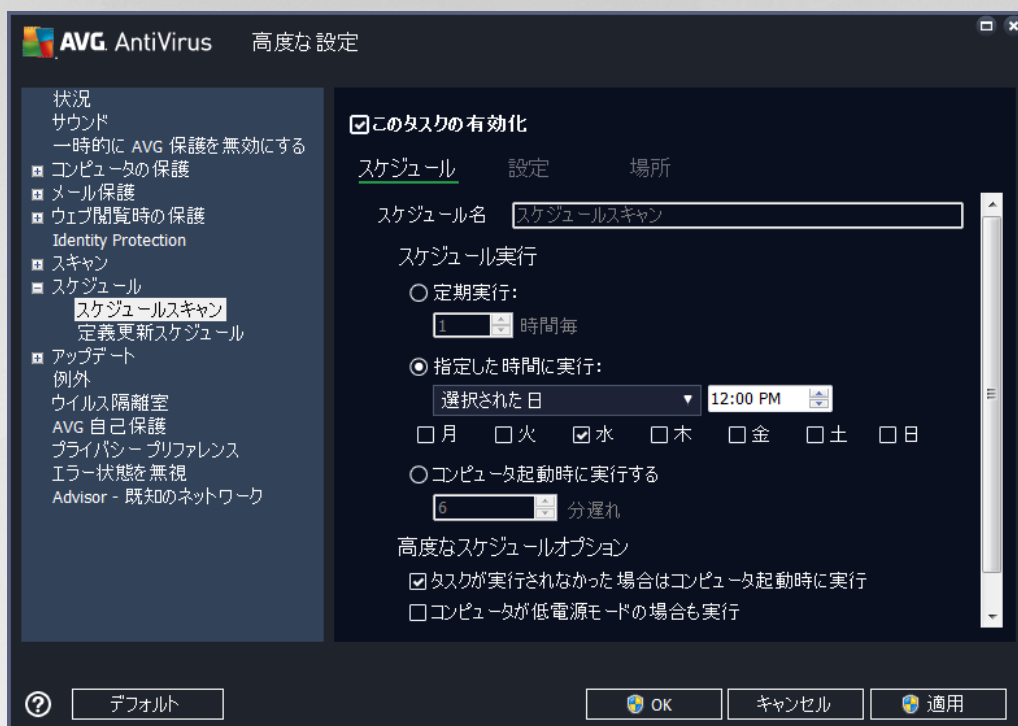 AVG. AntiVirus 高度な設定
状況
サウンド
一時的に AVG 保護を無効にする
コンピュータの保護
メール保護
ウェブ閲覧時の保護
Identity Protection
スキャン
スケジュール
スケジュールスキャン
定義更新スケジュール
アップデート
例外
ウイルス隔離室
AVG 自己保護
プライバシー プリファレンス
エラー状態を無視
Advisor - 既知のネットワーク
このタスクの有効化
スケジュール 設定 場所
スケジュール名 スケジュールスキャン
スケジュール実行
定期実行:
1 時間毎
指定した時間に実行:
選択された日 12:00 PM
月 火 水 木 金 土 日
コンピュータ起動時に実行する
6 分遅れ
高度なスケジュールオプション
タスクが実行されなかった場合はコンピュータ起動時に実行
コンピュータが低電源モードの場合も実行
? デフォルト OK キャンセル 適用